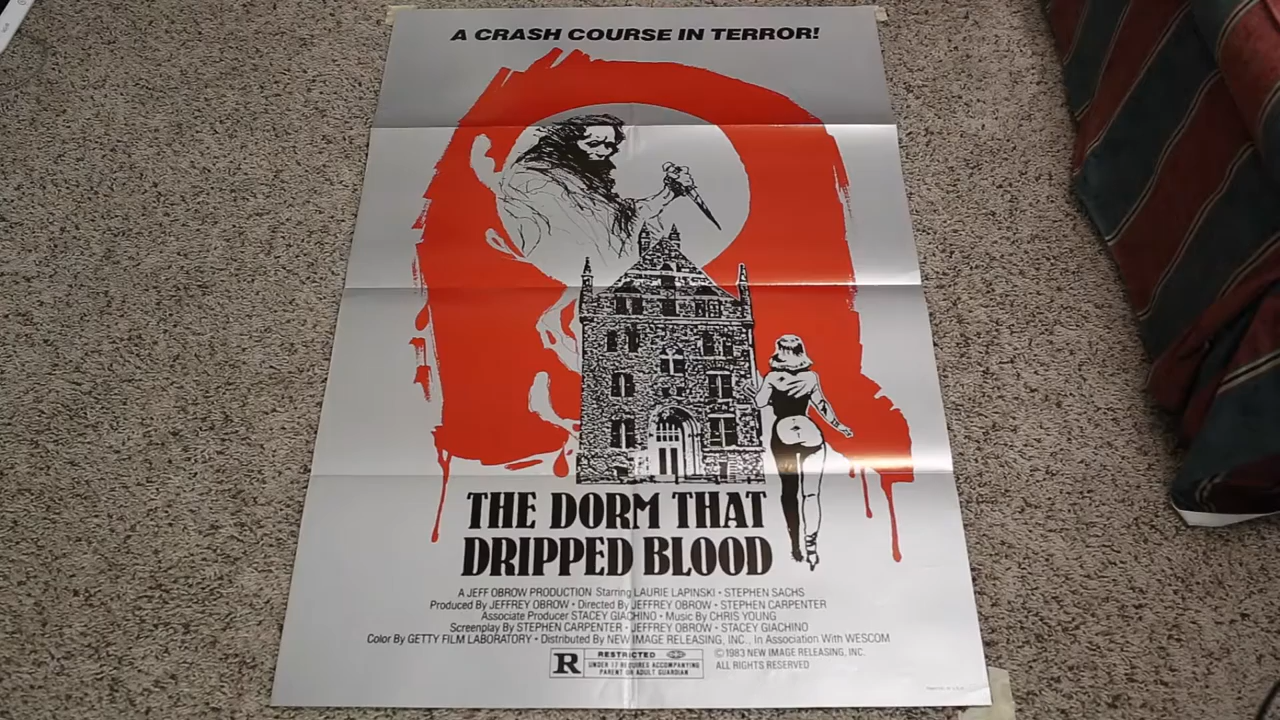 A CRASH COURSE IN TERROR!
THE DORM THAT
DRIPPED BLOOD
A JEFF OBROW PRODUCTION Starring LAURIE LAPINSKI • STEPHEN SACHS
Produced By JEFFREY OBROW • Directed By JEFFREY OBROW • STEPHEN CARPENTER
Associate Producer STACEY GIACHINO • Music By CHRIS YOUNG
Screenplay By STEPHEN CARPENTER • JEFFREY OBROW • STACEY GIACHINO
Color By GETTY FILM LABORATORY • Distributed By NEW IMAGE RELEASING, INC., In Association With WESCOM
R RESTRICTED
UNDER 17 REQUIRES ACCOMPANYING
PARENT OR ADULT GUARDIAN
©1983 NEW IMAGE RELEASING, INC.
ALL RIGHTS RESERVED